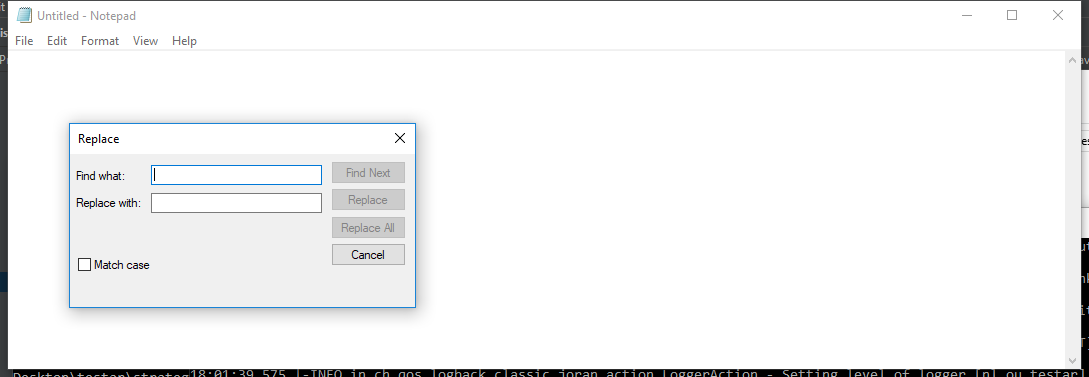 Untitled - Notepad
File Edit Format View Help
Replace
Find what:
Find Next
Replace with:
Replace
Replace All
Cancel
Match case
Desktop\testar\strateg18:01:39,575 |-INFO in ch.qos.logback.classic.joran.action.LoggerAction - Setting level of logger [nl.ou.testar]